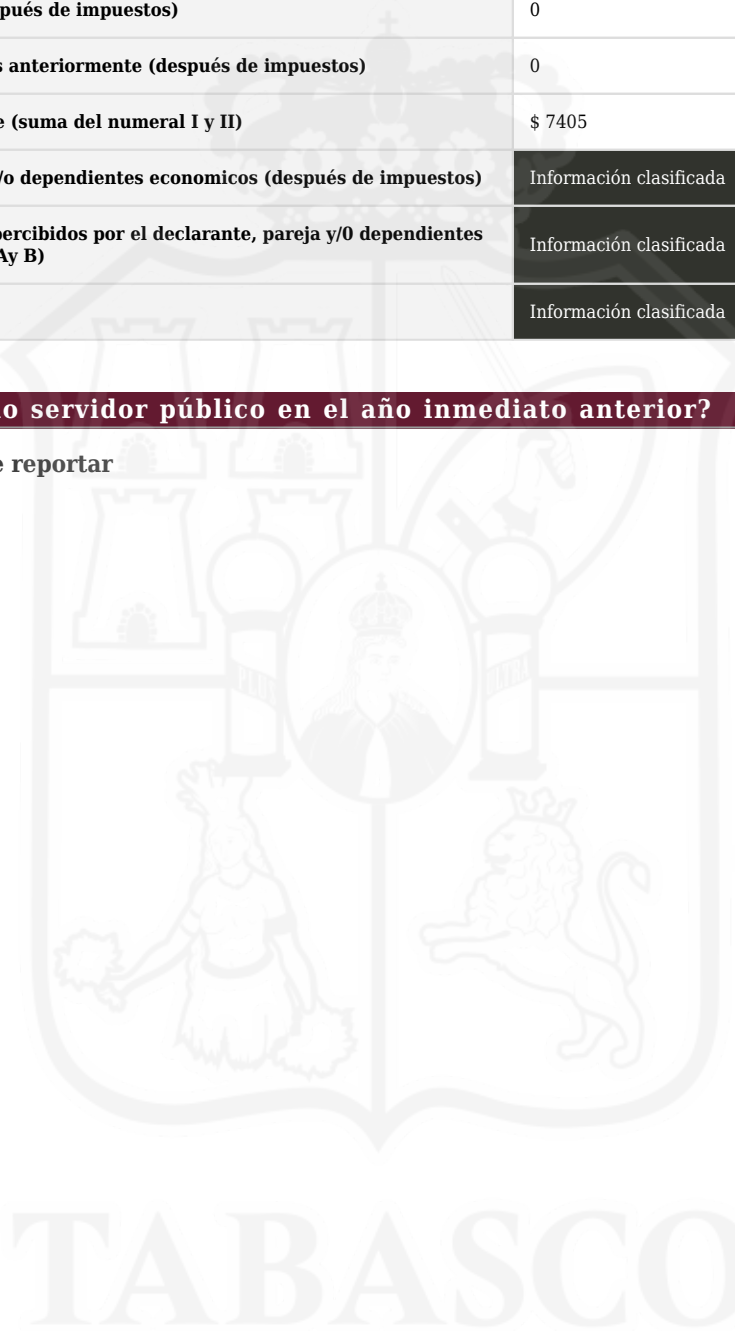 pués de impuestos)
0
s anteriormente (después de impuestos)
0
e (suma del numeral I y II)
$ 7405
/o dependientes economicos (después de impuestos)
Información clasificada
percibidos por el declarante, pareja y/0 dependientes
Ay B)
Información clasificada
Información clasificada
o servidor público en el año inmediato anterior?
e reportar
PLUS
ULTRA
TABASCO